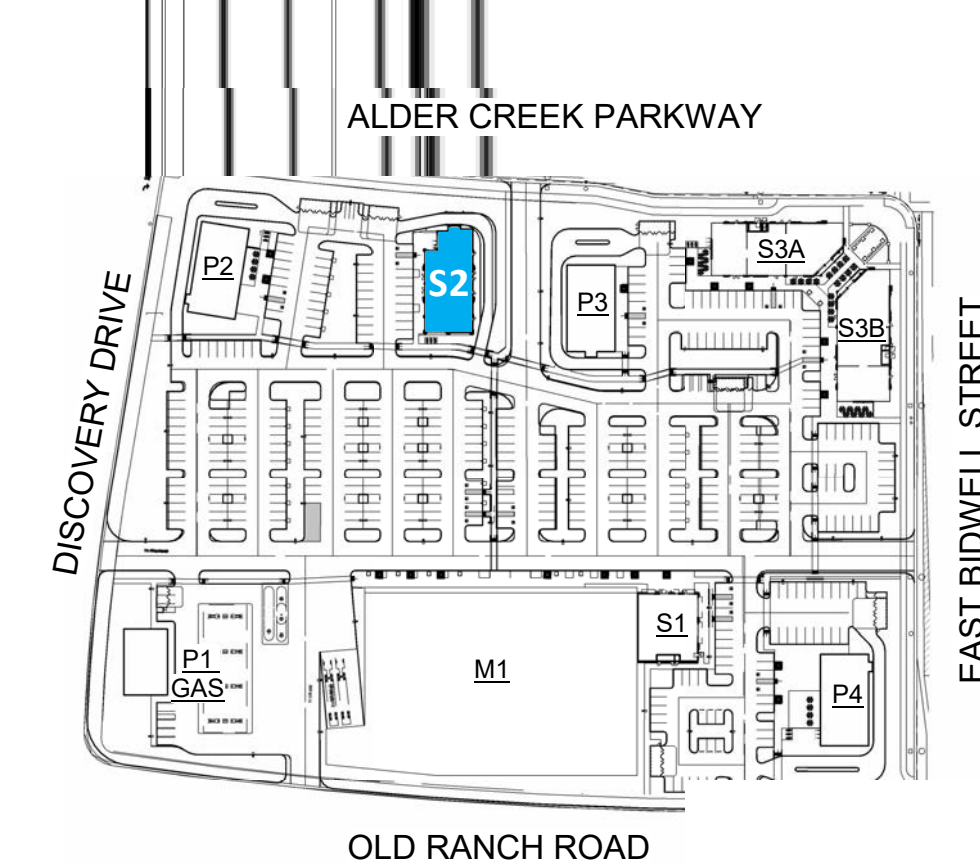 ALDER CREEK PARKWAY
S3A
P2
S2
P3
S3B
DISCOVERY DRIVE
EAST BIDWELL STREET
S1
P1
GAS
M1
P4
OLD RANCH ROAD